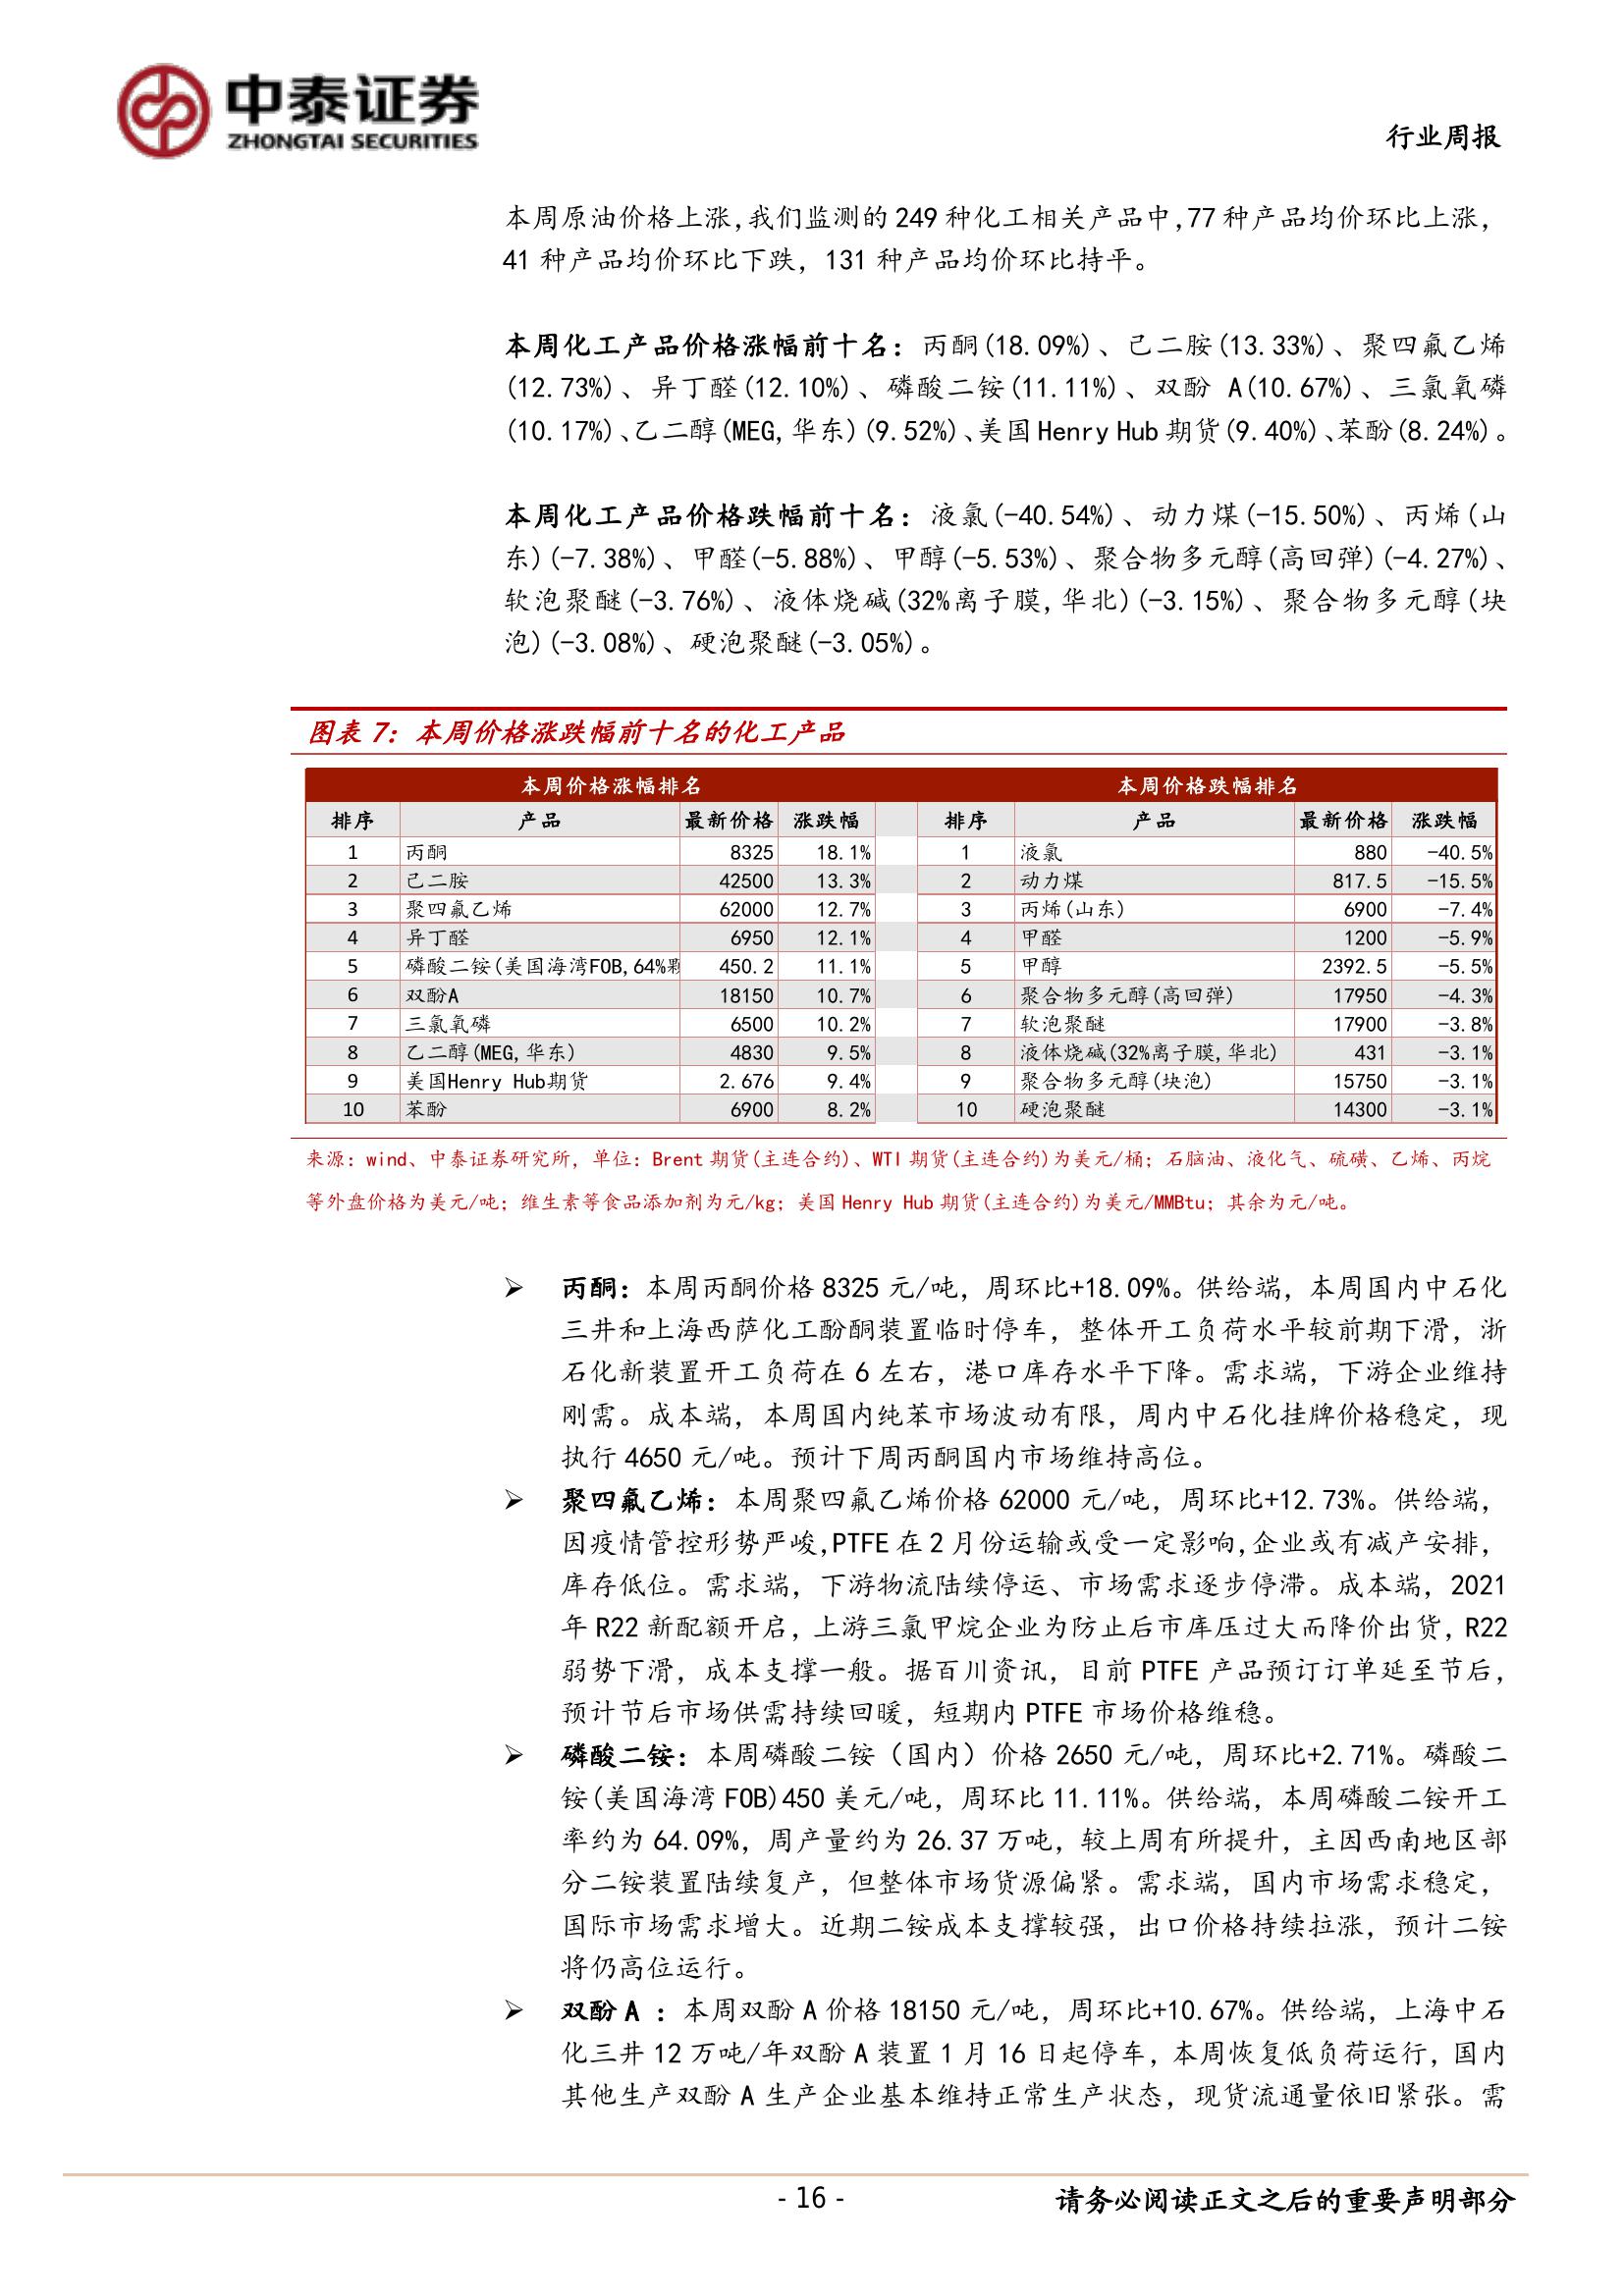 中泰证券
ZHONGTAI SECURITIES
行业周报
本周原油价格上涨,我们监测的 249 种化工相关产品中,77 种产品均价环比上涨,
41 种产品均价环比下跌，131 种产品均价环比持平。
本周化工产品价格涨幅前十名：丙酮(18.09%)、己二胺(13.33%)、聚四氟乙烯
(12.73%)、异丁醛(12.10%)、磷酸二铵(11.11%)、双酚 A(10.67%)、三氯氧磷
(10.17%)、乙二醇(MEG,华东)(9.52%)、美国 Henry Hub 期货(9.40%)、苯酚(8.24%)。
本周化工产品价格跌幅前十名：液氯(-40.54%)、动力煤(-15.50%)、丙烯(山
东)(-7.38%)、甲醛(-5.88%)、甲醇(-5.53%)、聚合物多元醇(高回弹)(-4.27%)、
软泡聚醚(-3.76%)、液体烧碱(32%离子膜,华北)(-3.15%)、聚合物多元醇(块
泡)(-3.08%)、硬泡聚醚(-3.05%)。
图表 7：本周价格涨跌幅前十名的化工产品
本周价格涨幅排名 本周价格跌幅排名
排序 产品 最新价格 涨跌幅 排序 产品 最新价格 涨跌幅
1 丙酮 8325 18.1% 1 液氯 880 -40.5%
2 己二胺 42500 13.3% 2 动力煤 817.5 -15.5%
3 聚四氟乙烯 62000 12.7% 3 丙烯(山东) 6900 -7.4%
4 异丁醛 6950 12.1% 4 甲醛 1200 -5.9%
5 磷酸二铵(美国海湾FOB,64%颗 450.2 11.1% 5 甲醇 2392.5 -5.5%
6 双酚A 18150 10.7% 6 聚合物多元醇(高回弹) 17950 -4.3%
7 三氯氧磷 6500 10.2% 7 软泡聚醚 17900 -3.8%
8 乙二醇(MEG,华东) 4830 9.5% 8 液体烧碱(32%离子膜,华北) 431 -3.1%
9 美国Henry Hub期货 2.676 9.4% 9 聚合物多元醇(块泡) 15750 -3.1%
10 苯酚 6900 8.2% 10 硬泡聚醚 14300 -3.1%
来源：wind、中泰证券研究所，单位：Brent 期货(主连合约)、WTI 期货(主连合约)为美元/桶；石脑油、液化气、硫磺、乙烯、丙烷
等外盘价格为美元/吨；维生素等食品添加剂为元/kg；美国 Henry Hub 期货(主连合约)为美元/MMBtu；其余为元/吨。
➢ 丙酮：本周丙酮价格 8325 元/吨，周环比+18.09%。供给端，本周国内中石化
三井和上海西萨化工酚酮装置临时停车，整体开工负荷水平较前期下滑，浙
石化新装置开工负荷在 6 左右，港口库存水平下降。需求端，下游企业维持
刚需。成本端，本周国内纯苯市场波动有限，周内中石化挂牌价格稳定，现
执行 4650 元/吨。预计下周丙酮国内市场维持高位。
➢ 聚四氟乙烯：本周聚四氟乙烯价格 62000 元/吨，周环比+12.73%。供给端，
因疫情管控形势严峻,PTFE 在 2 月份运输或受一定影响,企业或有减产安排，
库存低位。需求端，下游物流陆续停运、市场需求逐步停滞。成本端，2021
年 R22 新配额开启，上游三氯甲烷企业为防止后市库压过大而降价出货，R22
弱势下滑，成本支撑一般。据百川资讯，目前 PTFE 产品预订订单延至节后，
预计节后市场供需持续回暖，短期内 PTFE 市场价格维稳。
➢ 磷酸二铵：本周磷酸二铵（国内）价格 2650 元/吨，周环比+2.71%。磷酸二
铵(美国海湾 FOB)450 美元/吨，周环比 11.11%。供给端，本周磷酸二铵开工
率约为 64.09%，周产量约为 26.37 万吨，较上周有所提升，主因西南地区部
分二铵装置陆续复产，但整体市场货源偏紧。需求端，国内市场需求稳定，
国际市场需求增大。近期二铵成本支撑较强，出口价格持续拉涨，预计二铵
将仍高位运行。
➢ 双酚 A ：本周双酚 A 价格 18150 元/吨，周环比+10.67%。供给端，上海中石
化三井 12 万吨/年双酚 A 装置 1 月 16 日起停车，本周恢复低负荷运行，国内
其他生产双酚 A 生产企业基本维持正常生产状态，现货流通量依旧紧张。需
- 16 -
请务必阅读正文之后的重要声明部分